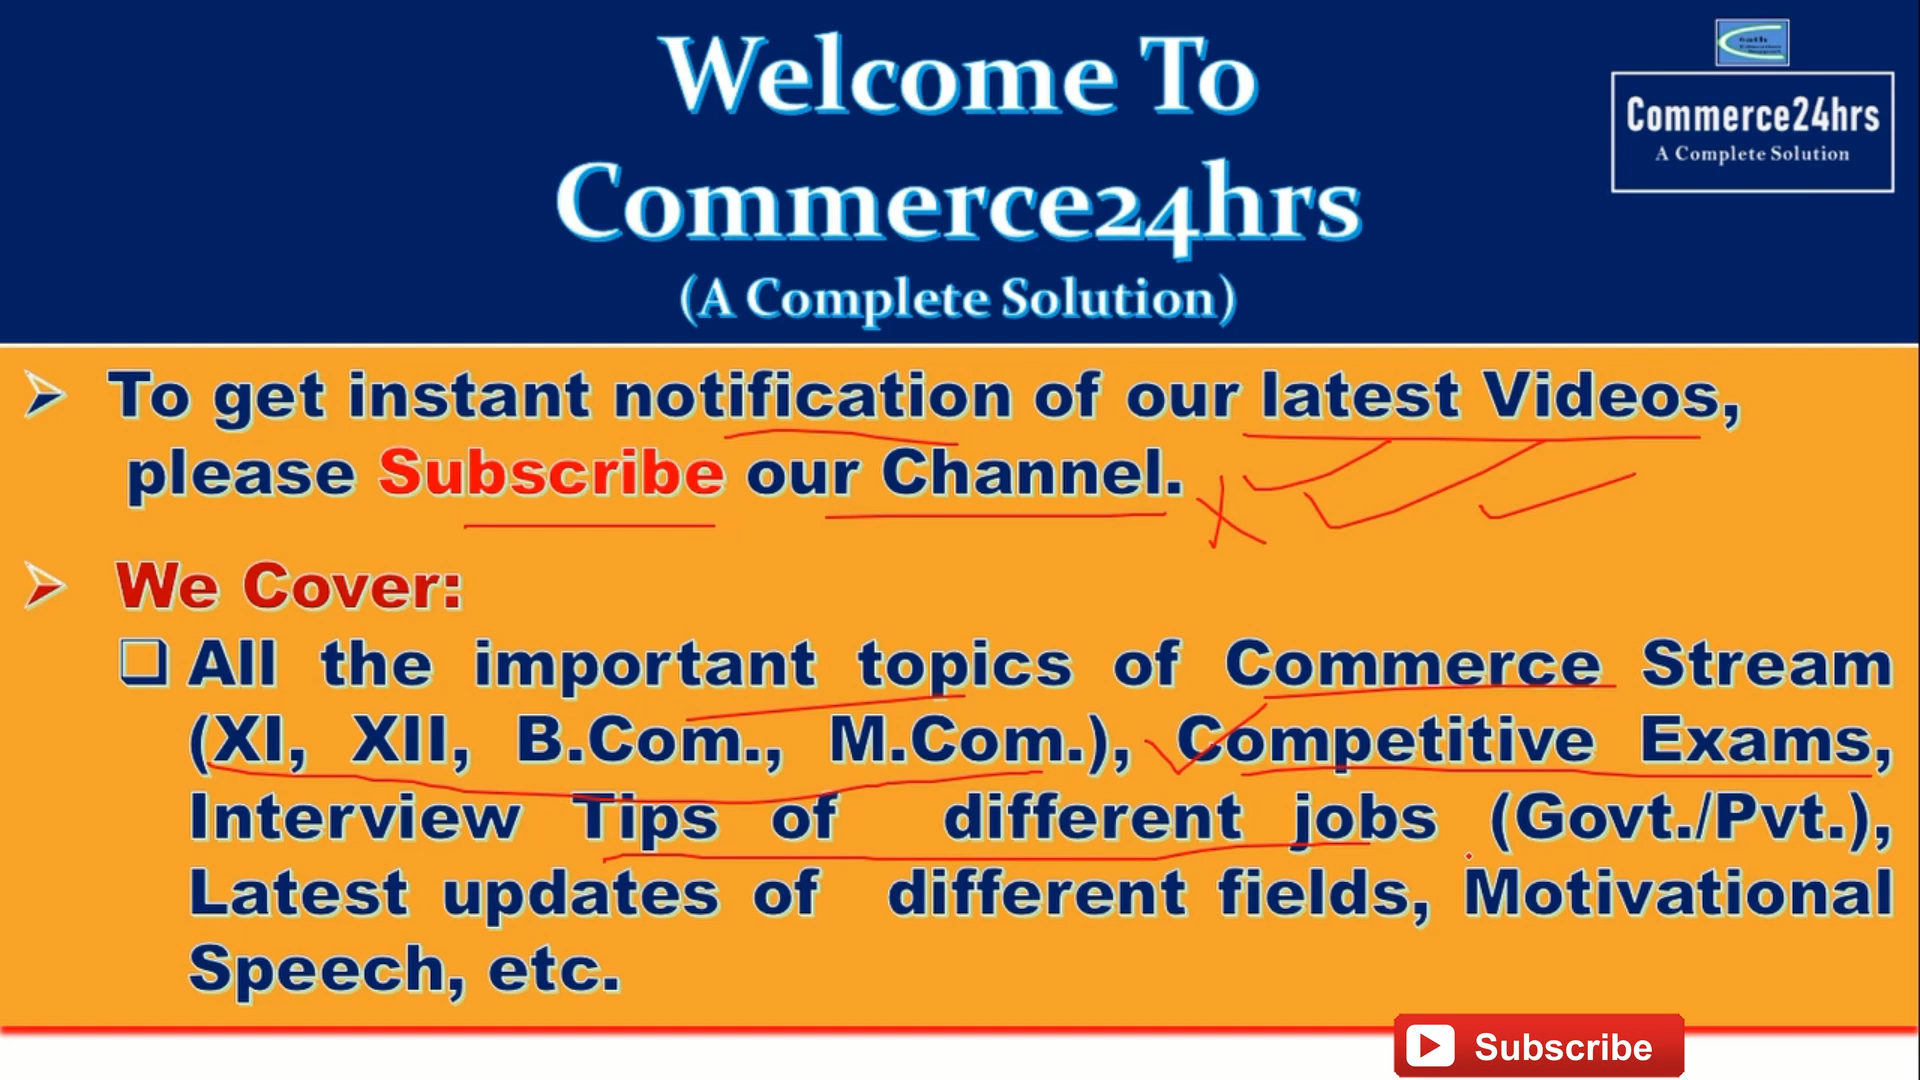 Welcome To
Commerce24hrs
(A Complete Solution)
Commerce24hrs
A Complete Solution
To get instant notification of our latest Videos,
please Subscribe our Channel.
We Cover:
All the important topics of Commerce Stream
(XI, XII, B.Com., M.Com.), Competitive Exams,
Interview Tips of different jobs (Govt./Pvt.),
Latest updates of different fields, Motivational
Speech, etc.
Subscribe